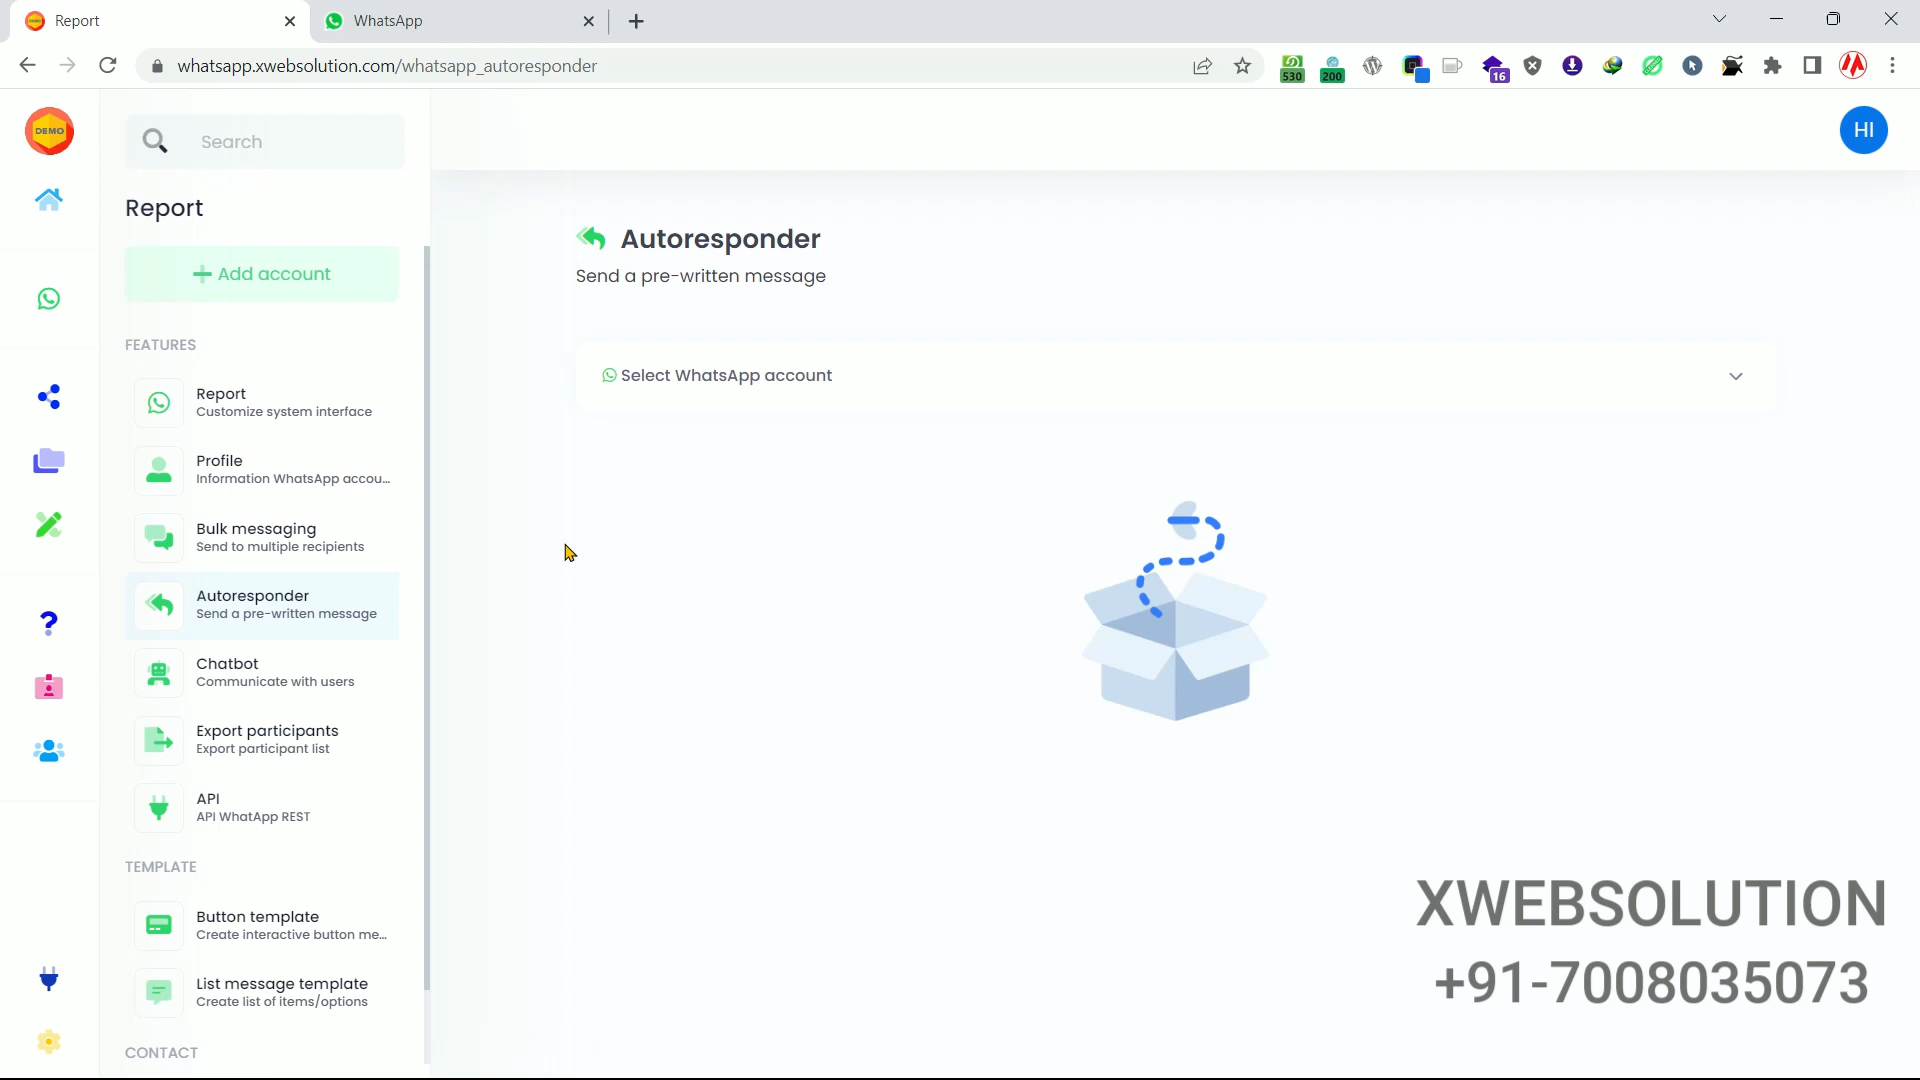 Report
WhatsApp
whatsapp.xwebsolution.com/whatsapp_autoresponder
530
200
16
DEMO
Search
HI
Report
Add account
Autoresponder
Send a pre-written message
FEATURES
Select WhatsApp account
Report
Customize system interface
Profile
Information WhatsApp accou...
Bulk messaging
Send to multiple recipients
Autoresponder
Send a pre-written message
Chatbot
Communicate with users
Export participants
Export participant list
API
API WhatApp REST
TEMPLATE
Button template
Create interactive button me...
List message template
Create list of items/options
CONTACT
XWEBSOLUTION
+91-7008035073